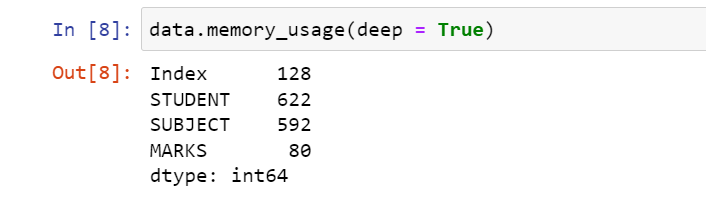 In [8]: data.memory_usage(deep = True)
Out[8]: Index 128
STUDENT 622
SUBJECT 592
MARKS 80
dtype: int64